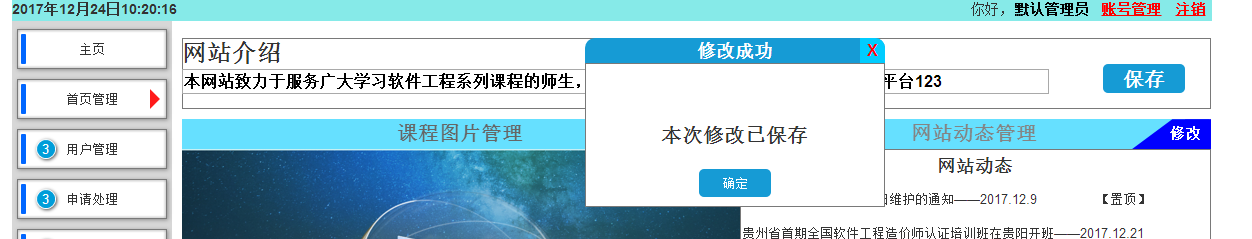 2017年12月24日10:20:16
你好，默认管理员 账号管理 注销
主页
首页管理
3 用户管理
3 申请处理
网站介绍
本网站致力于服务广大学习软件工程系列课程的师生，
平台123
保存
修改成功 X
本次修改已保存
确定
课程图片管理
网站动态管理 修改
网站动态
维护的通知——2017.12.9 【置顶】
贵州省首期全国软件工程造价师认证培训班在贵阳开班——2017.12.21